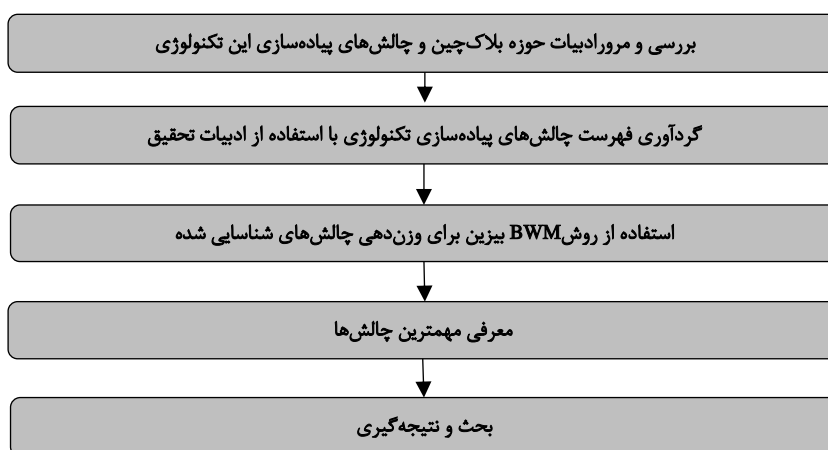 بررسی و مرورادبیات حوزه بلاک‌چین و چالش‌های پیاده‌سازی این تکنولوژی
گردآوری فهرست چالش‌های پیاده‌سازی تکنولوژی با استفاده از ادبیات تحقیق
استفاده از روشBWM بیزین برای وزن‌دهی چالش‌های شناسایی شده
معرفی مهمترین چالش‌ها
بحث و نتیجه‌گیری